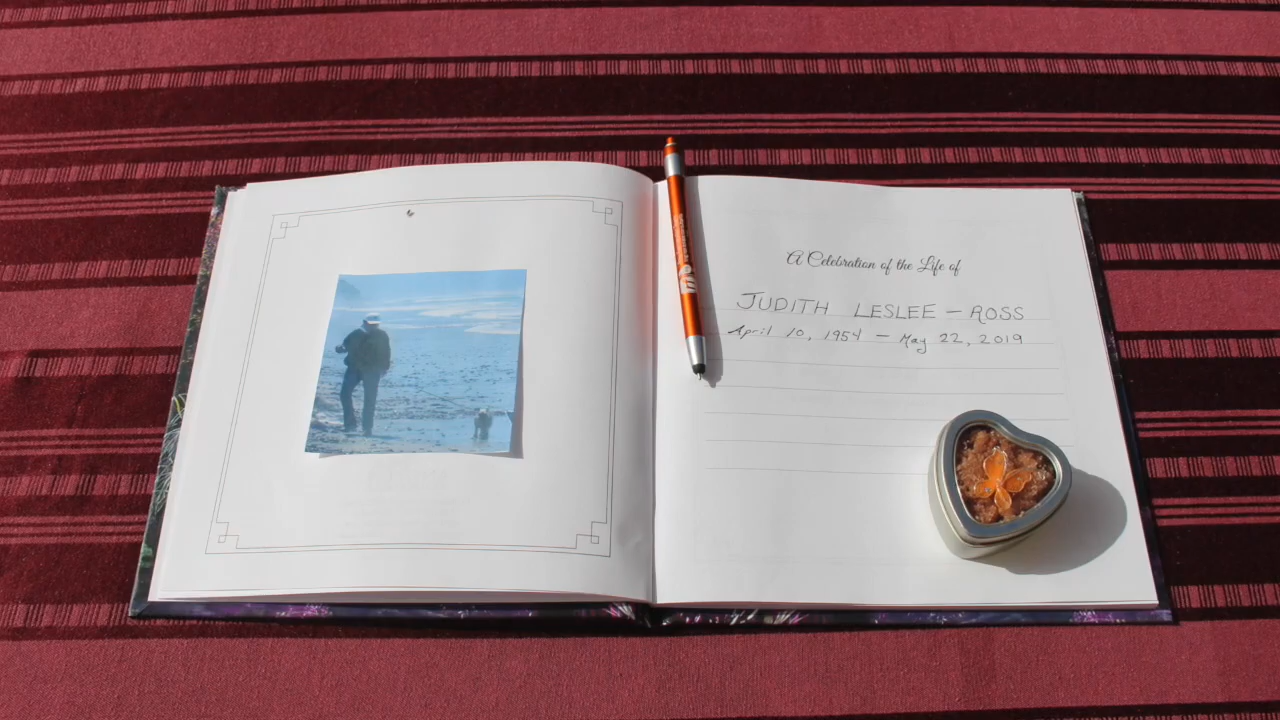 A Celebration of the Life of
JUDITH LESLEE - ROSS
April 10, 1954 - May 22, 2019